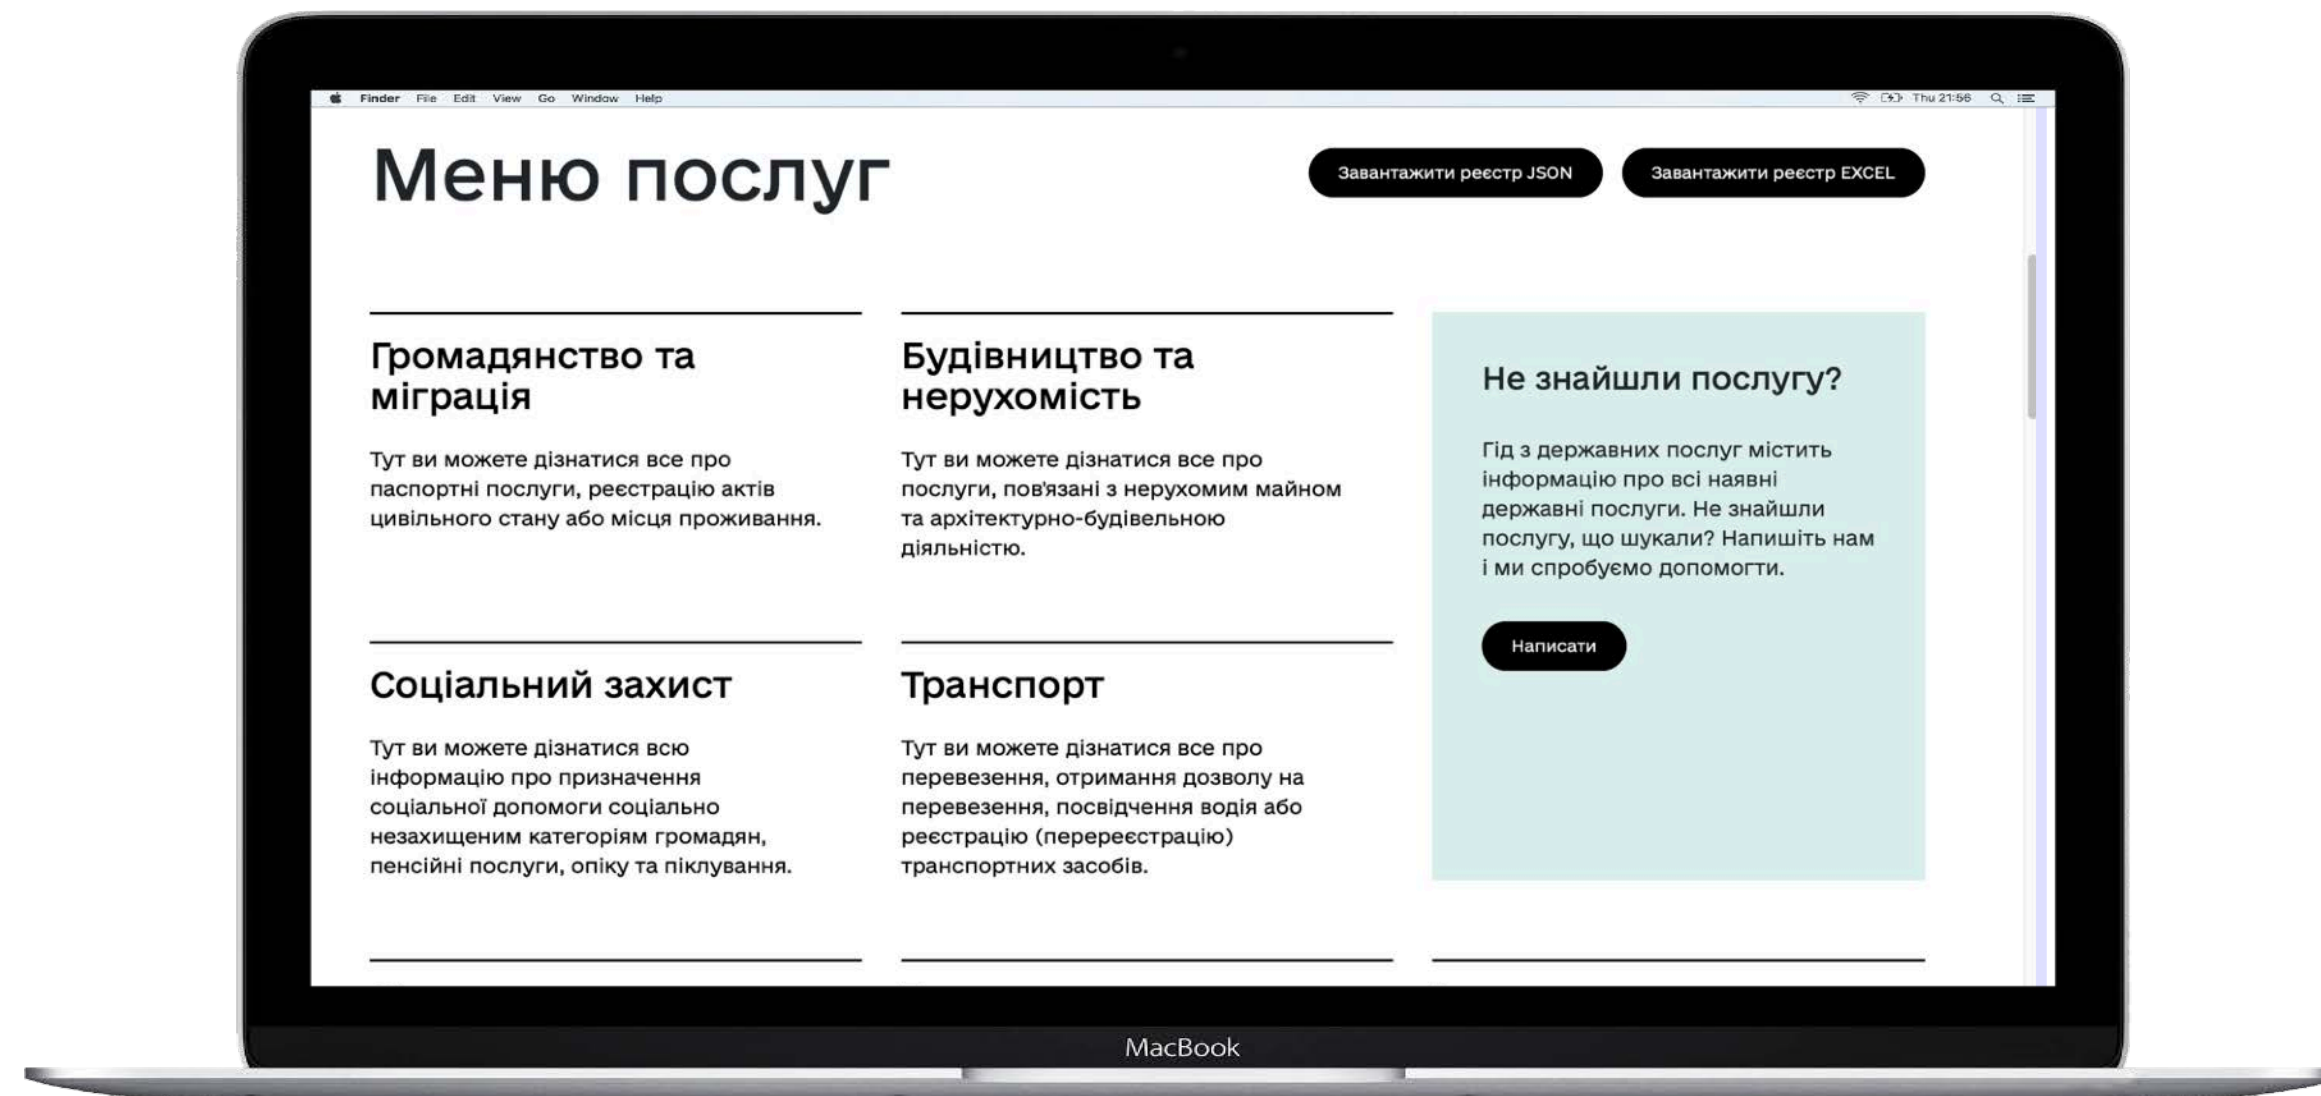 Finder File Edit View Go Window Help
Thu 21:56
Меню послуг
Завантажити реєстр JSON
Завантажити реєстр EXCEL
Громадянство та
міграція
Тут ви можете дізнатися все про
паспортні послуги, реєстрацію актів
цивільного стану або місця проживання.
Будівництво та
нерухомість
Тут ви можете дізнатися все про
послуги, пов'язані з нерухомим майном
та архітектурно-будівельною
діяльністю.
Не знайшли послугу?
Гід з державних послуг містить
інформацію про всі наявні
державні послуги. Не знайшли
послугу, що шукали? Напишіть нам
і ми спробуємо допомогти.
Написати
Соціальний захист
Тут ви можете дізнатися всю
інформацію про призначення
соціальної допомоги соціально
незахищеним категоріям громадян,
пенсійні послуги, опіку та піклування.
Транспорт
Тут ви можете дізнатися все про
перевезення, отримання дозволу на
перевезення, посвідчення водія або
реєстрацію (перереєстрацію)
транспортних засобів.
MacBook